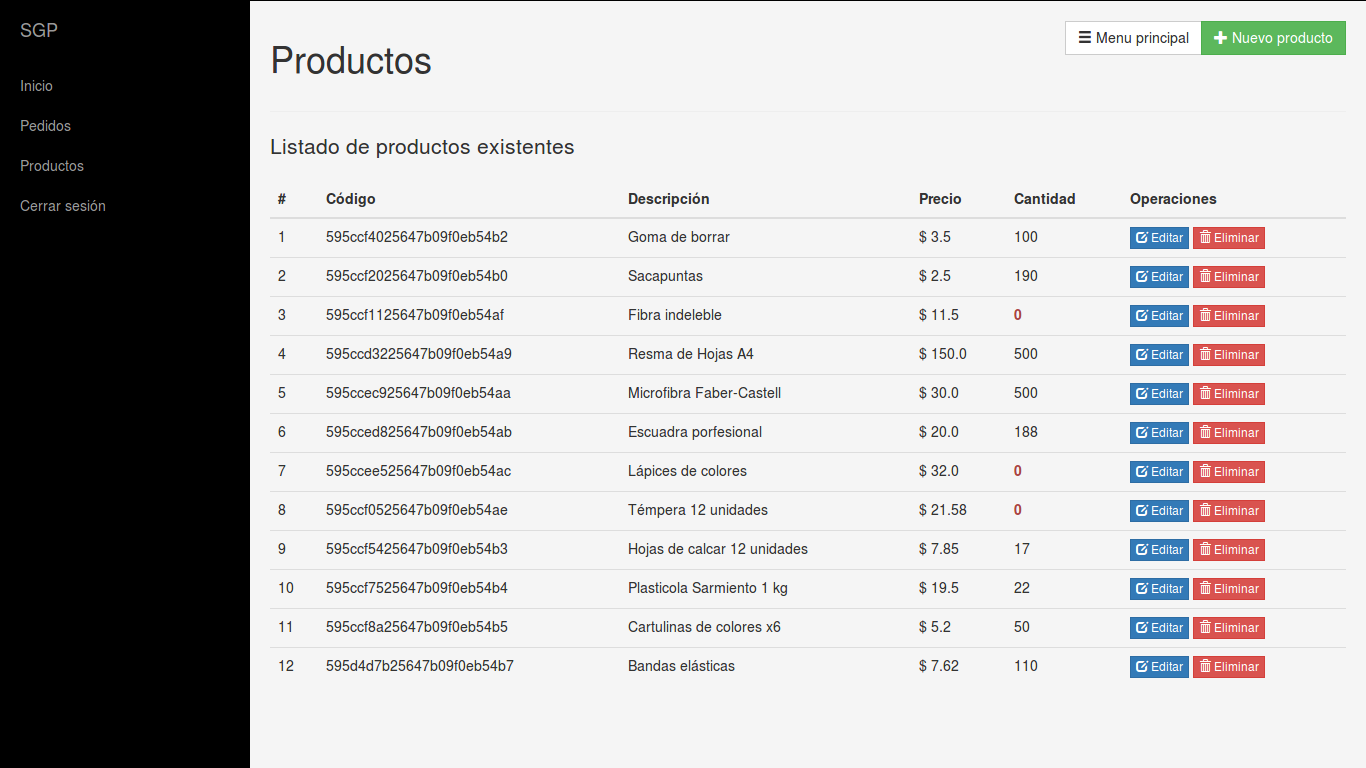 SGP
Inicio
Pedidos
Productos
Cerrar sesión
Productos
Menu principal Nuevo producto
Listado de productos existentes
# Código Descripción Precio Cantidad Operaciones
1 595ccf4025647b09f0eb54b2 Goma de borrar $ 3.5 100 Editar Eliminar
2 595ccf2025647b09f0eb54b0 Sacapuntas $ 2.5 190 Editar Eliminar
3 595ccf1125647b09f0eb54af Fibra indeleble $ 11.5 0 Editar Eliminar
4 595ccd3225647b09f0eb54a9 Resma de Hojas A4 $ 150.0 500 Editar Eliminar
5 595ccec925647b09f0eb54aa Microfibra Faber-Castell $ 30.0 500 Editar Eliminar
6 595cced825647b09f0eb54ab Escuadra porfesional $ 20.0 188 Editar Eliminar
7 595ccee525647b09f0eb54ac Lápices de colores $ 32.0 0 Editar Eliminar
8 595ccf0525647b09f0eb54ae Témpera 12 unidades $ 21.58 0 Editar Eliminar
9 595ccf5425647b09f0eb54b3 Hojas de calcar 12 unidades $ 7.85 17 Editar Eliminar
10 595ccf7525647b09f0eb54b4 Plasticola Sarmiento 1 kg $ 19.5 22 Editar Eliminar
11 595ccf8a25647b09f0eb54b5 Cartulinas de colores x6 $ 5.2 50 Editar Eliminar
12 595d4d7b25647b09f0eb54b7 Bandas elásticas $ 7.62 110 Editar Eliminar